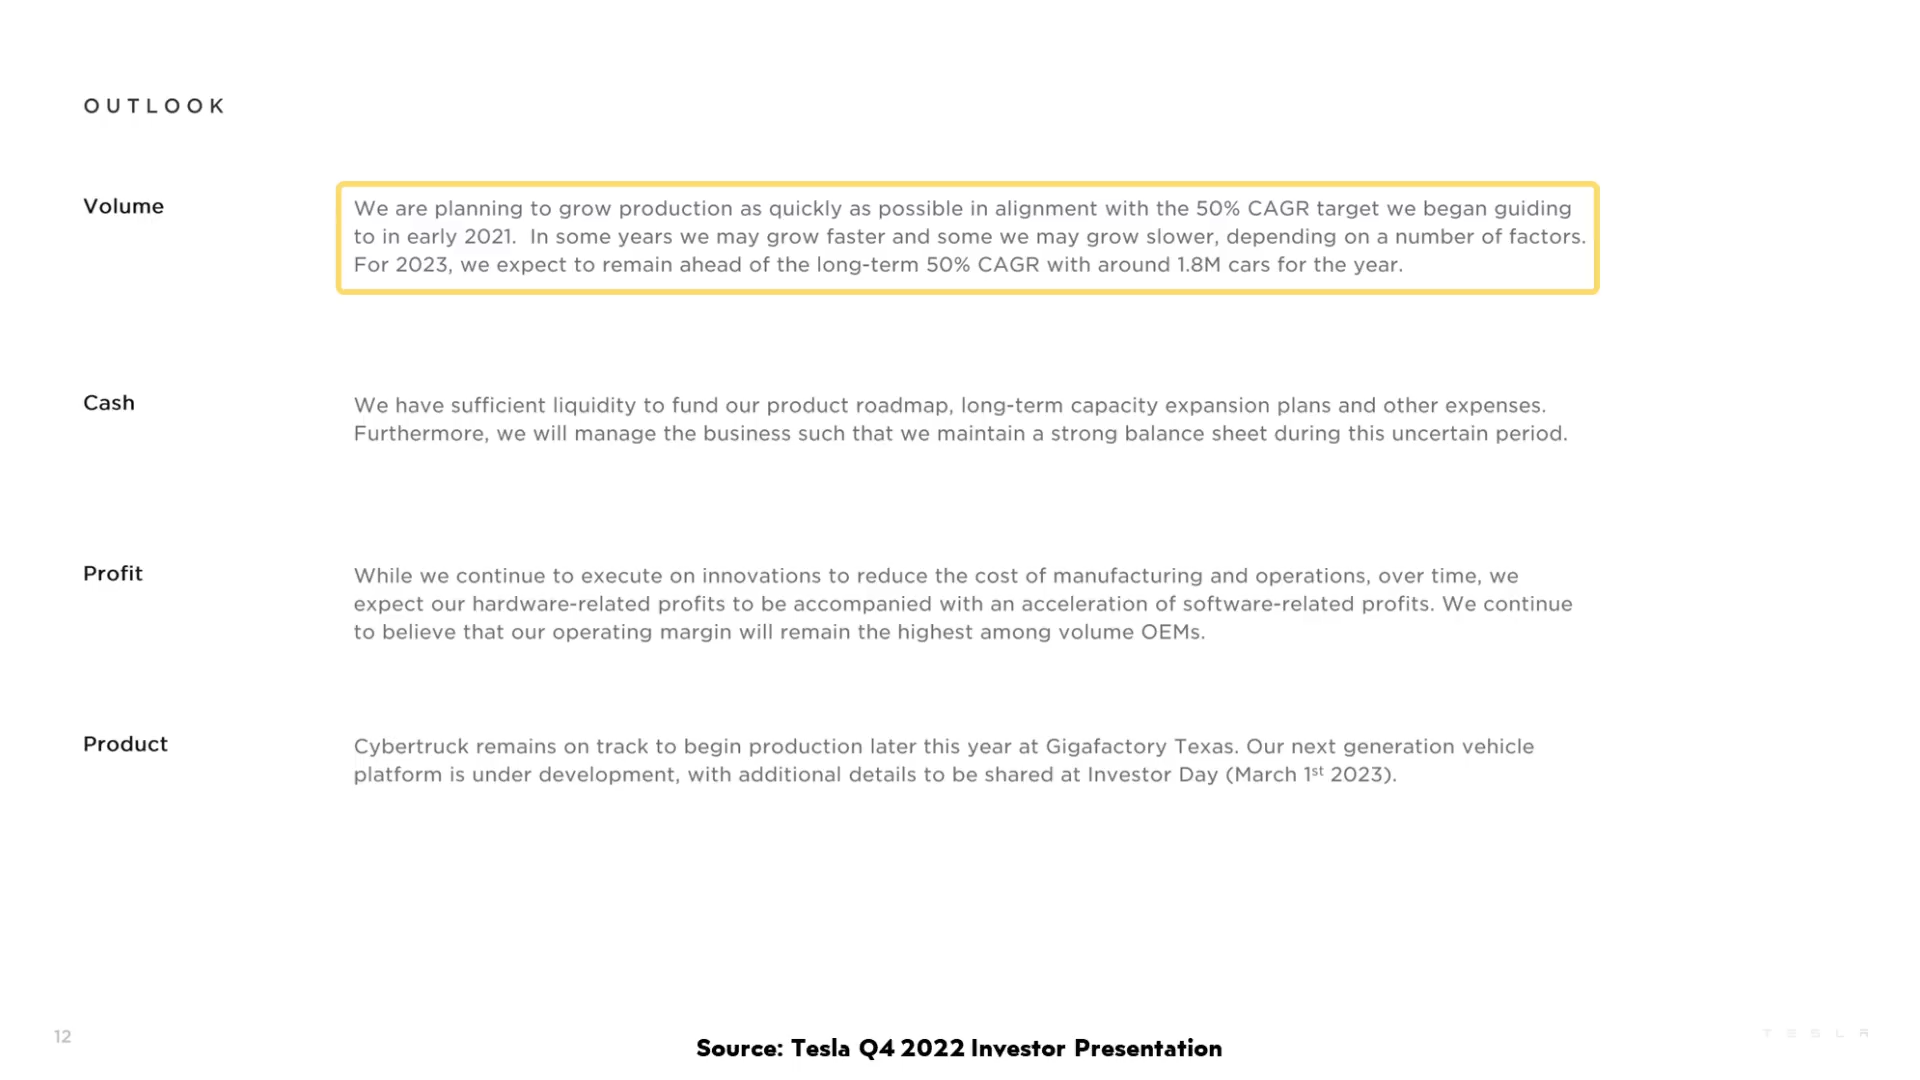 OUTLOOK
Volume
We are planning to grow production as quickly as possible in alignment with the 50% CAGR target we began guiding
to in early 2021.  In some years we may grow faster and some we may grow slower, depending on a number of factors.
For 2023, we expect to remain ahead of the long-term 50% CAGR with around 1.8M cars for the year.
Cash
We have sufficient liquidity to fund our product roadmap, long-term capacity expansion plans and other expenses.
Furthermore, we will manage the business such that we maintain a strong balance sheet during this uncertain period.
Profit
While we continue to execute on innovations to reduce the cost of manufacturing and operations, over time, we
expect our hardware-related profits to be accompanied with an acceleration of software-related profits. We continue
to believe that our operating margin will remain the highest among volume OEMs.
Product
Cybertruck remains on track to begin production later this year at Gigafactory Texas. Our next generation vehicle
platform is under development, with additional details to be shared at Investor Day (March 1st 2023).
12
Source: Tesla Q4 2022 Investor Presentation
TESLA